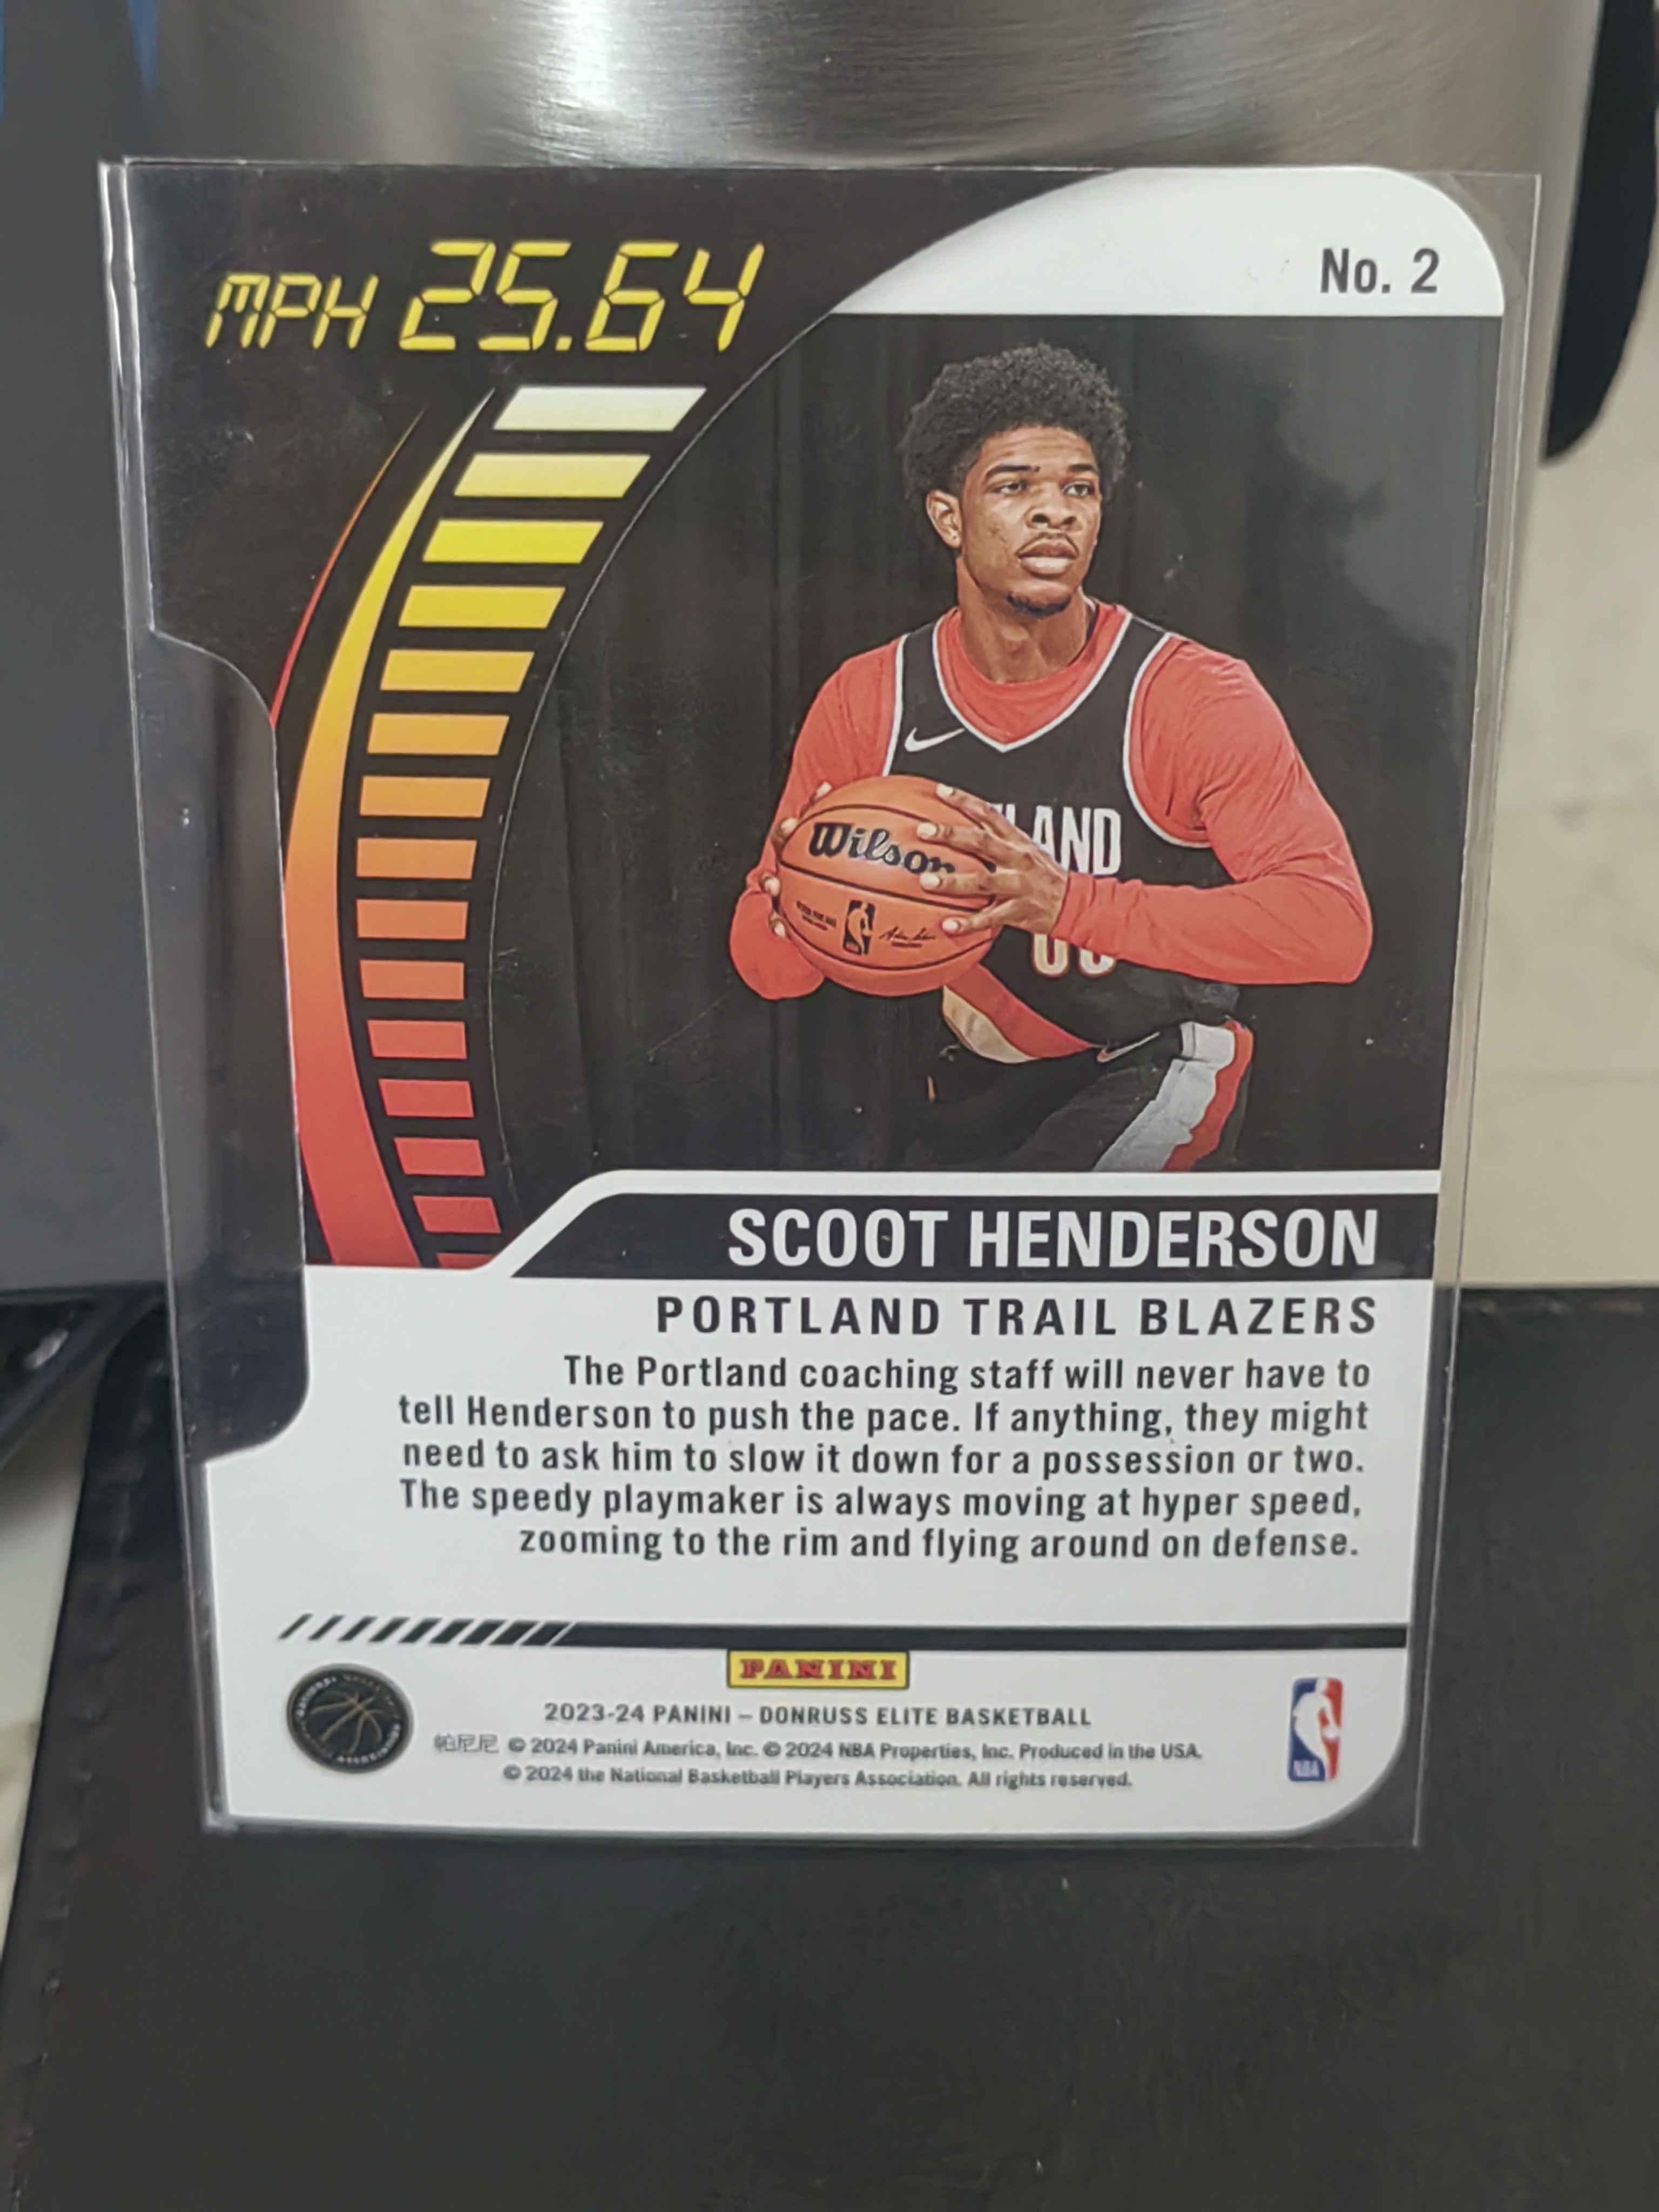 MPH 25.64
No. 2
Wilson
LAND
SCOOT HENDERSON
PORTLAND TRAIL BLAZERS
The Portland coaching staff will never have to
tell Henderson to push the pace. If anything, they might
need to ask him to slow it down for a possession or two.
The speedy playmaker is always moving at hyper speed,
zooming to the rim and flying around on defense.
PANINI
2023-24 PANINI – DONRUSS ELITE BASKETBALL
帕尼尼 © 2024 Panini America, Inc. © 2024 NBA Properties, Inc. Produced in the USA.
© 2024 the National Basketball Players Association. All rights reserved.
NBA